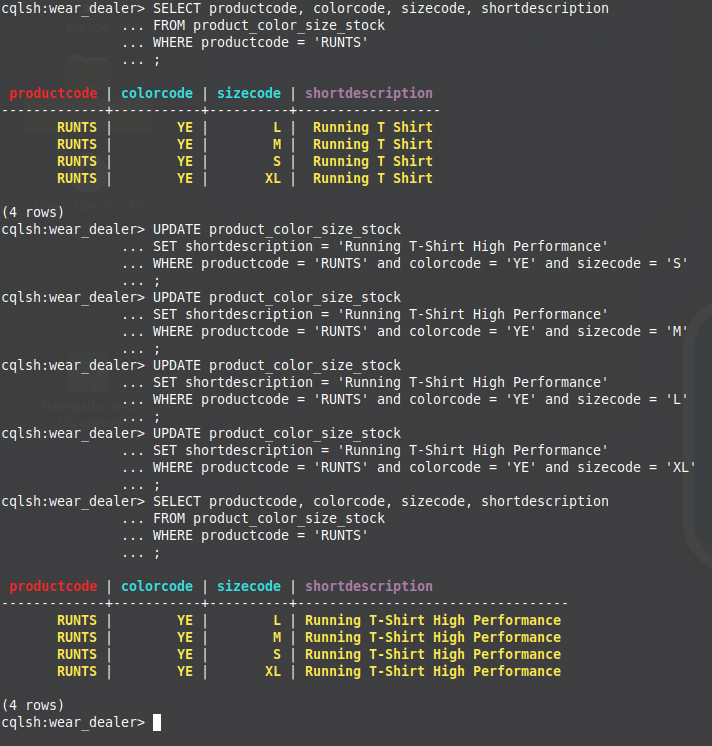 cqlsh:wear_dealer> SELECT productcode, colorcode, sizecode, shortdescription
... FROM product_color_size_stock
... WHERE productcode = 'RUNTS'
... ;
productcode | colorcode | sizecode | shortdescription
-------------+-----------+----------+------------------
RUNTS | YE | L | Running T Shirt
RUNTS | YE | M | Running T Shirt
RUNTS | YE | S | Running T Shirt
RUNTS | YE | XL | Running T Shirt
(4 rows)
cqlsh:wear_dealer> UPDATE product_color_size_stock
... SET shortdescription = 'Running T-Shirt High Performance'
... WHERE productcode = 'RUNTS' and colorcode = 'YE' and sizecode = 'S'
... ;
cqlsh:wear_dealer> UPDATE product_color_size_stock
... SET shortdescription = 'Running T-Shirt High Performance'
... WHERE productcode = 'RUNTS' and colorcode = 'YE' and sizecode = 'M'
... ;
cqlsh:wear_dealer> UPDATE product_color_size_stock
... SET shortdescription = 'Running T-Shirt High Performance'
... WHERE productcode = 'RUNTS' and colorcode = 'YE' and sizecode = 'L'
... ;
cqlsh:wear_dealer> UPDATE product_color_size_stock
... SET shortdescription = 'Running T-Shirt High Performance'
... WHERE productcode = 'RUNTS' and colorcode = 'YE' and sizecode = 'XL'
... ;
cqlsh:wear_dealer> SELECT productcode, colorcode, sizecode, shortdescription
... FROM product_color_size_stock
... WHERE productcode = 'RUNTS'
... ;
productcode | colorcode | sizecode | shortdescription
-------------+-----------+----------+----------------------------------
RUNTS | YE | L | Running T-Shirt High Performance
RUNTS | YE | M | Running T-Shirt High Performance
RUNTS | YE | S | Running T-Shirt High Performance
RUNTS | YE | XL | Running T-Shirt High Performance
(4 rows)
cqlsh:wear_dealer>